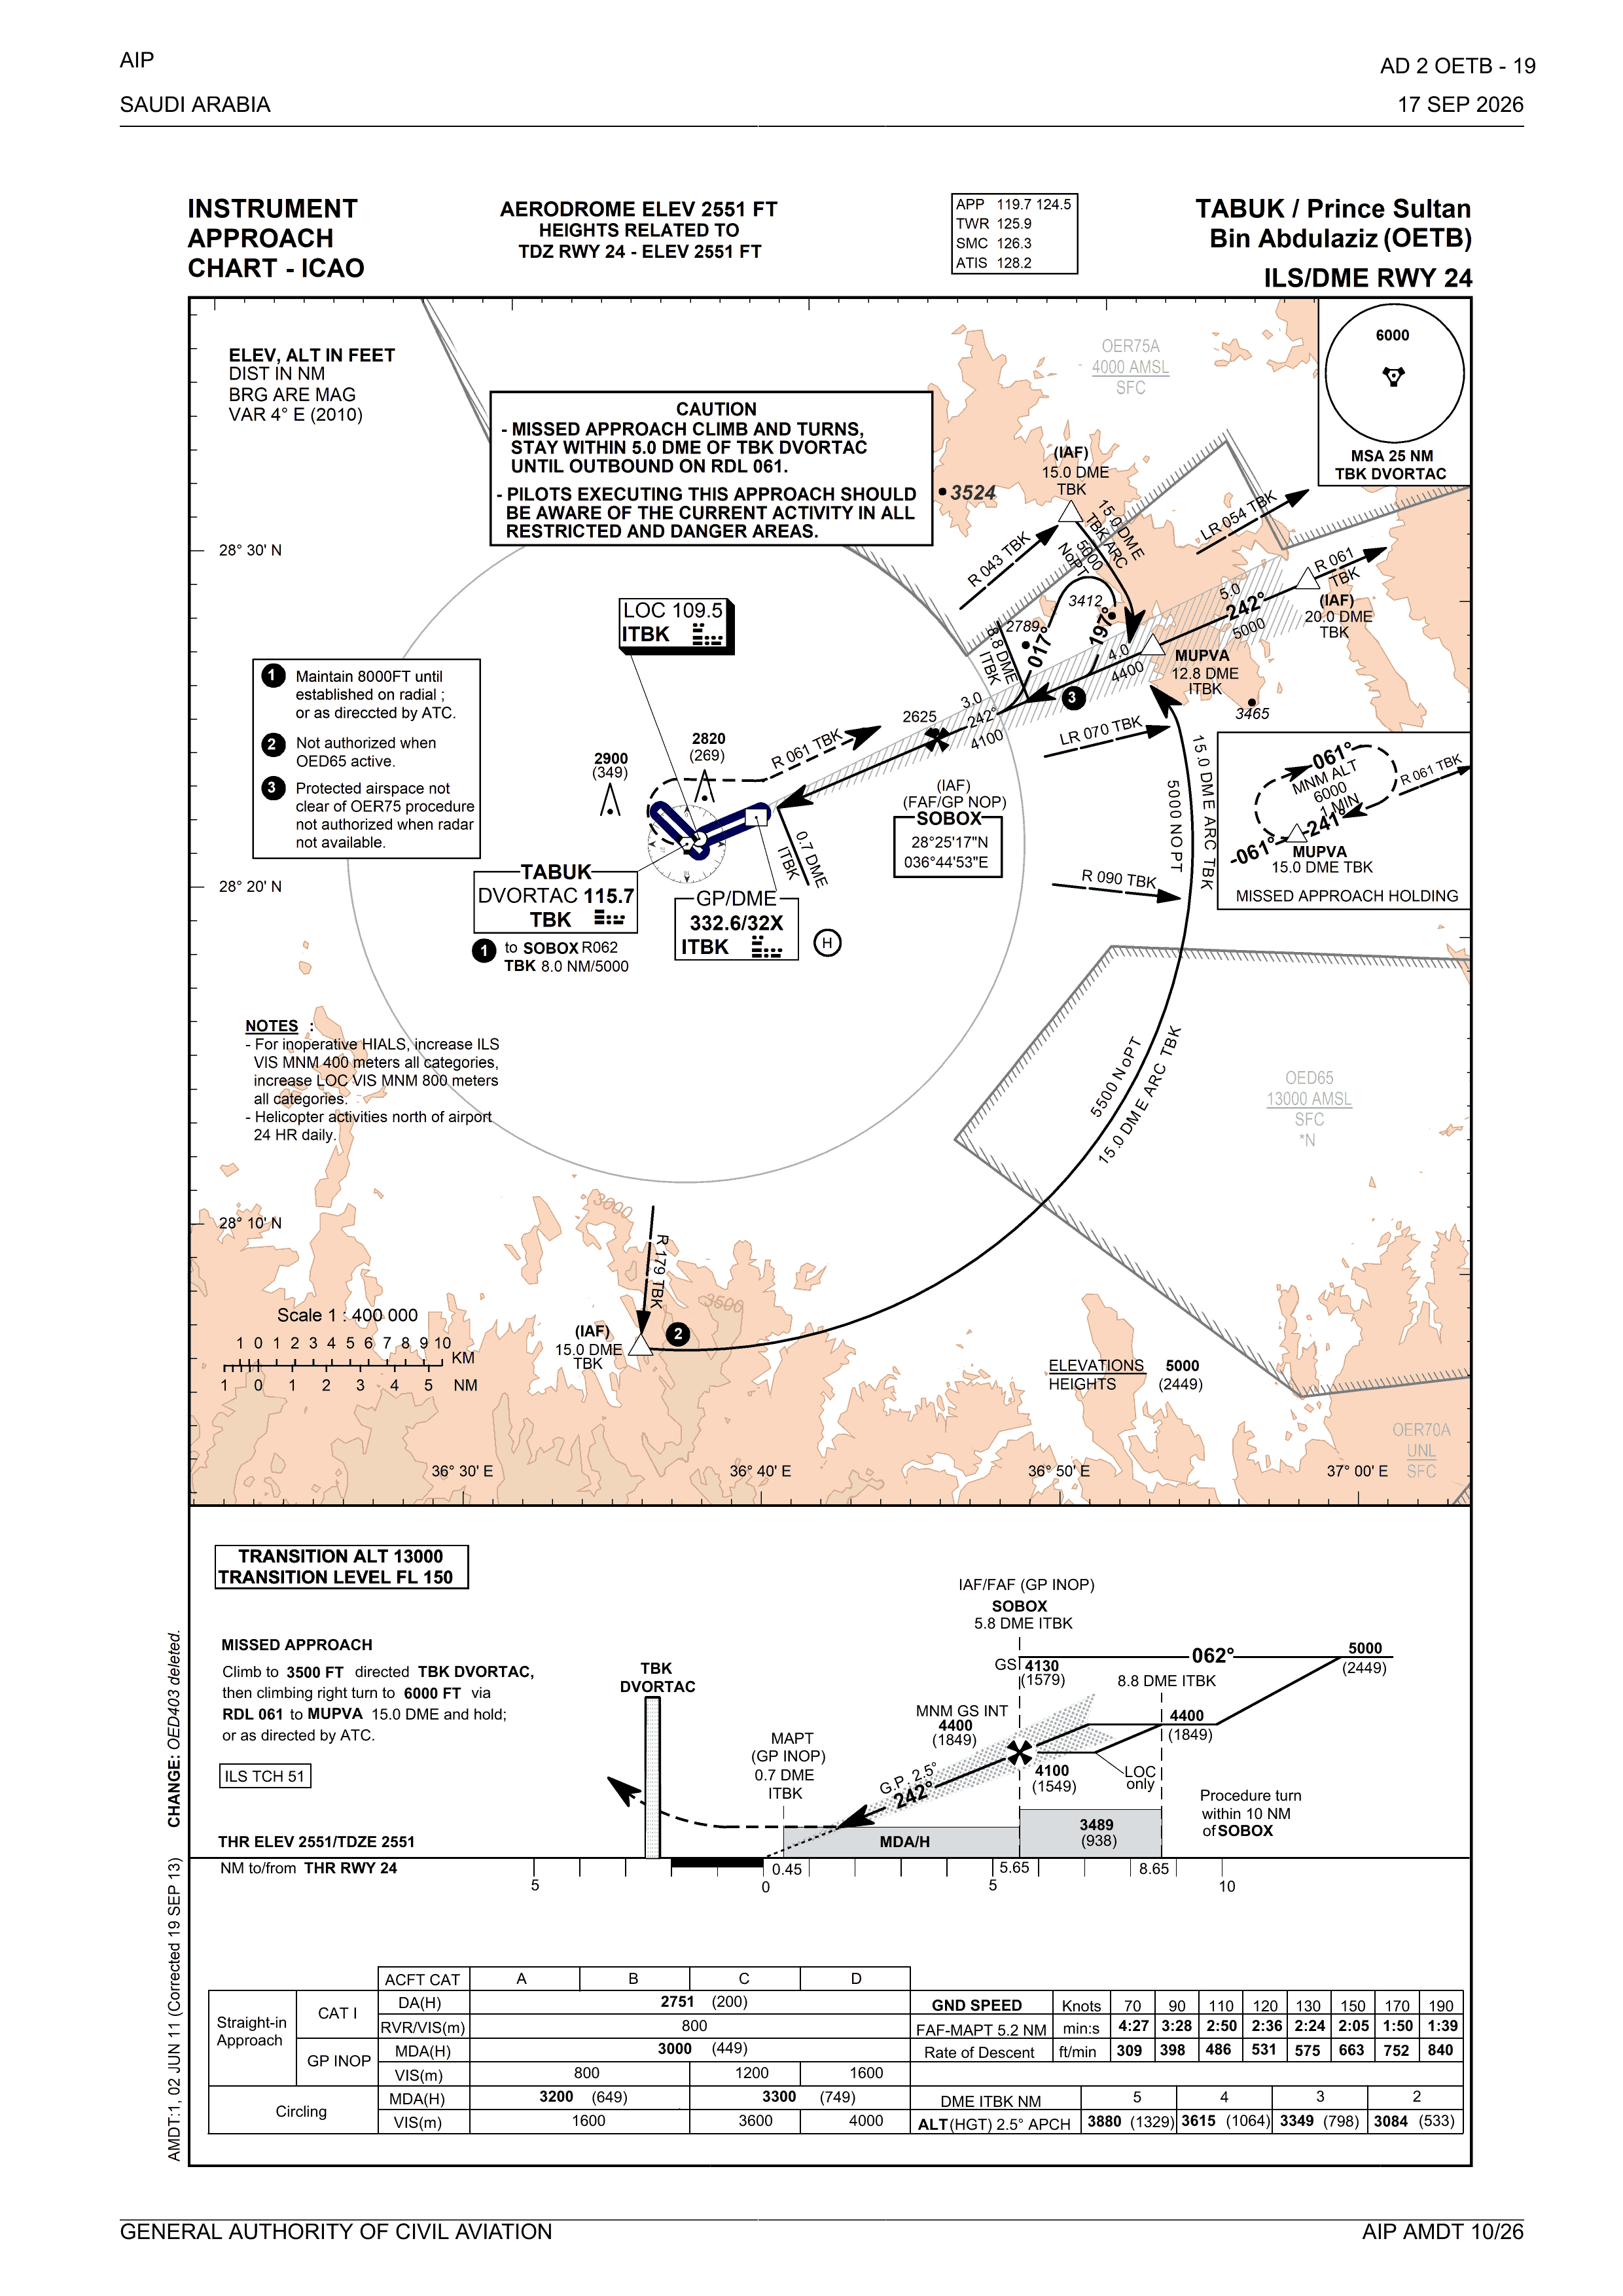 AIP
AD 2 OETB - 19
SAUDI ARABIA
17 SEP 2026
INSTRUMENT
APPROACH
CHART - ICAO
AERODROME ELEV 2551 FT
HEIGHTS RELATED TO
TDZ RWY 24 - ELEV 2551 FT
APP 119.7 124.5
TWR 125.9
SMC 126.3
ATIS 128.2
TABUK / Prince Sultan
Bin Abdulaziz (OETB)
ILS/DME RWY 24
ELEV, ALT IN FEET
DIST IN NM
BRG ARE MAG
VAR 4° E (2010)
CAUTION
- MISSED APPROACH CLIMB AND TURNS,
STAY WITHIN 5.0 DME OF TBK DVORTAC
UNTIL OUTBOUND ON RDL 061.
- PILOTS EXECUTING THIS APPROACH SHOULD
BE AWARE OF THE CURRENT ACTIVITY IN ALL
RESTRICTED AND DANGER AREAS.
OER75A
4000 AMSL
SFC
6000
MSA 25 NM
TBK DVORTAC
3524
(IAF)
15.0 DME
TBK
15.0 DME
TBK ARC
5000
NoPT
R 043 TBK
LR 054 TBK
R 061
TBK
(IAF)
20.0 DME
TBK
5.0
242°
5000
28° 30' N
3412
2789
017°
197°
8.8 DME
ITBK
4.0
4400
MUPVA
12.8 DME
ITBK
3465
3
LOC 109.5
ITBK
1 Maintain 8000FT until
established on radial ;
or as direccted by ATC.
2 Not authorized when
OED65 active.
3 Protected airspace not
clear of OER75 procedure
not authorized when radar
not available.
2900
(349)
2820
(269)
R 061 TBK
2625
3.0
242°
4100
LR 070 TBK
(IAF)
(FAF/GP NOP)
SOBOX
28°25'17"N
036°44'53"E
0.7 DME
ITBK
5000 NO PT
15.0 DME ARC TBK
R 090 TBK
061°
MNM ALT
6000
1 MIN
241°
-061°
R 061 TBK
MUPVA
15.0 DME TBK
MISSED APPROACH HOLDING
28° 20' N
TABUK
DVORTAC 115.7
TBK
GP/DME
332.6/32X
ITBK
H
1 to SOBOX R062
TBK 8.0 NM/5000
NOTES :
- For inoperative HIALS, increase ILS
VIS MNM 400 meters all categories,
increase LOC VIS MNM 800 meters
all categories.
- Helicopter activities north of airport
24 HR daily.
5500 NoPT
15.0 DME ARC TBK
OED65
13000 AMSL
SFC
*N
28° 10' N
3000
R 179 TBK
3500
Scale 1 : 400 000
1 0 1 2 3 4 5 6 7 8 9 10
KM
1 0 1 2 3 4 5 NM
(IAF)
15.0 DME
TBK
2
ELEVATIONS 5000
HEIGHTS (2449)
OER70A
UNL
SFC
36° 30' E
36° 40' E
36° 50' E
37° 00' E
TRANSITION ALT 13000
TRANSITION LEVEL FL 150
MISSED APPROACH
Climb to 3500 FT directed TBK DVORTAC,
then climbing right turn to 6000 FT via
RDL 061 to MUPVA 15.0 DME and hold;
or as directed by ATC.
ILS TCH 51
TBK
DVORTAC
IAF/FAF (GP INOP)
SOBOX
5.8 DME ITBK
062°
5000
(2449)
GS 4130
(1579)
8.8 DME ITBK
MNM GS INT
4400
(1849)
4400
(1849)
MAPT
(GP INOP)
0.7 DME
ITBK
G.P. 2.5°
242°
4100
(1549)
LOC
only
Procedure turn
within 10 NM
of SOBOX
3489
(938)
MDA/H
THR ELEV 2551/TDZE 2551
NM to/from THR RWY 24
0.45
5.65
8.65
5
0
5
10
ACFT CAT A B C D
Straight-in
Approach
CAT I
DA(H) 2751 (200)
RVR/VIS(m) 800
GP INOP
MDA(H) 3000 (449)
VIS(m) 800 1200 1600
Circling
MDA(H) 3200 (649) 3300 (749)
VIS(m) 1600 3600 4000
GND SPEED Knots 70 90 110 120 130 150 170 190
FAF-MAPT 5.2 NM min:s 4:27 3:28 2:50 2:36 2:24 2:05 1:50 1:39
Rate of Descent ft/min 309 398 486 531 575 663 752 840
DME ITBK NM 5 4 3 2
ALT(HGT) 2.5° APCH 3880 (1329) 3615 (1064) 3349 (798) 3084 (533)
CHANGE: OED403 deleted.
AMDT:1, 02 JUN 11 (Corrected 19 SEP 13)
GENERAL AUTHORITY OF CIVIL AVIATION
AIP AMDT 10/26